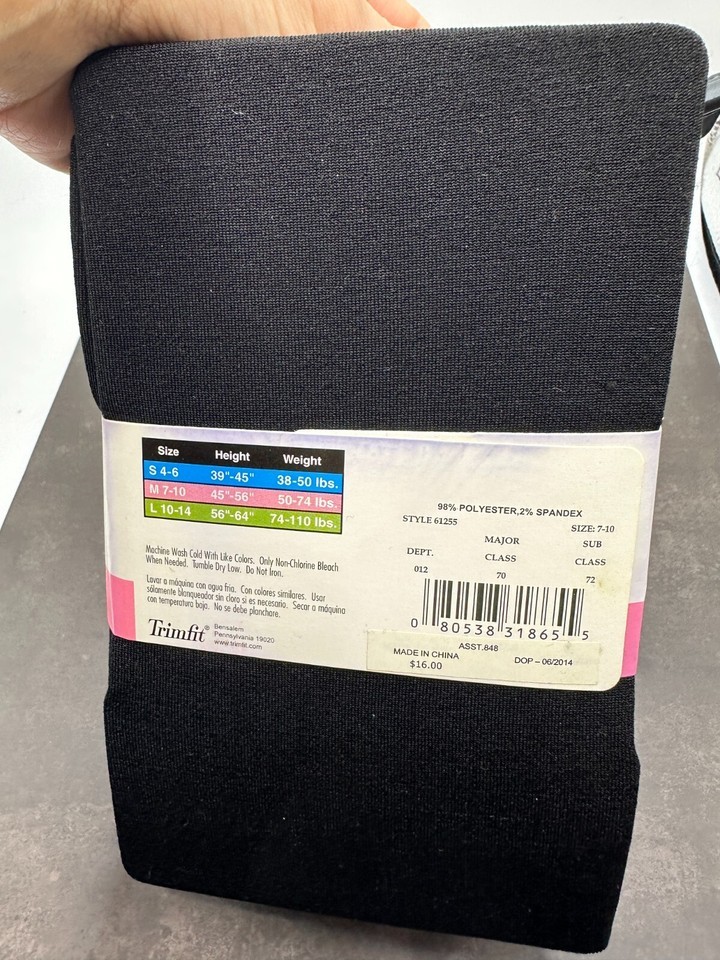 Size Height Weight
S 4-6 39"-45" 38-50 lbs.
M 7-10 45"-56" 50-74 lbs.
L 10-14 56"-64" 74-110 lbs.
Machine Wash Cold With Like Colors. Only Non-Chlorine Bleach
When Needed. Tumble Dry Low. Do Not Iron.
Lavar a máquina con agua fria. Con colores similares. Usar
sólamente blanqueador sin cloro si es necesario. Secar a máquina
con temperatura baja. No se debe planchar.
Trimfit®
Bensalem
Pennsylvania 19020
www.trimfit.com
98% POLYESTER,2% SPANDEX
STYLE 61255 SIZE: 7-10
DEPT. MAJOR CLASS SUB CLASS
012 70 72
0 80538 31865 5
ASST.848
MADE IN CHINA DOP – 06/2014
$16.00